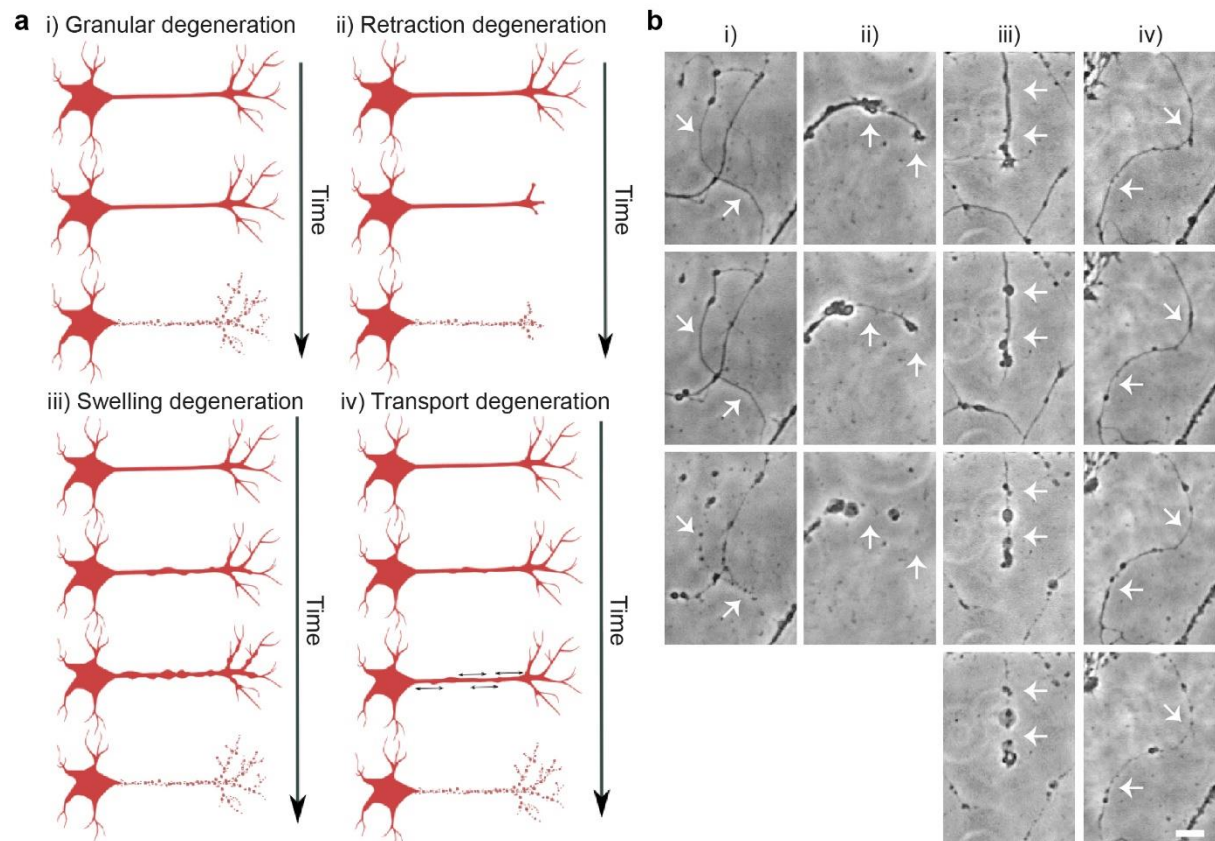 a
i) Granular degeneration
ii) Retraction degeneration
Time
Time
iii) Swelling degeneration
iv) Transport degeneration
Time
Time
b
i)
ii)
iii)
iv)